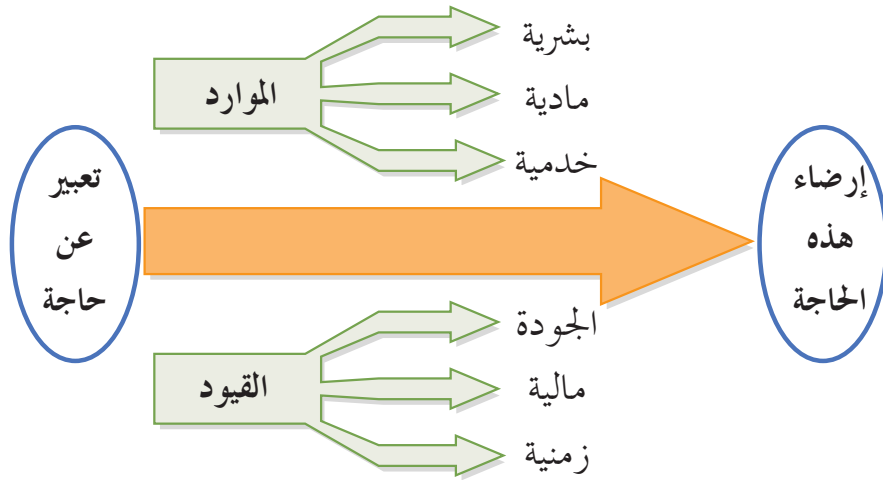 بشرية
الموارد
مادية
خدمية
تعبير
عن
حاجة
إرضاء
هذه
الحاجة
الجودة
القيود
مالية
زمنية